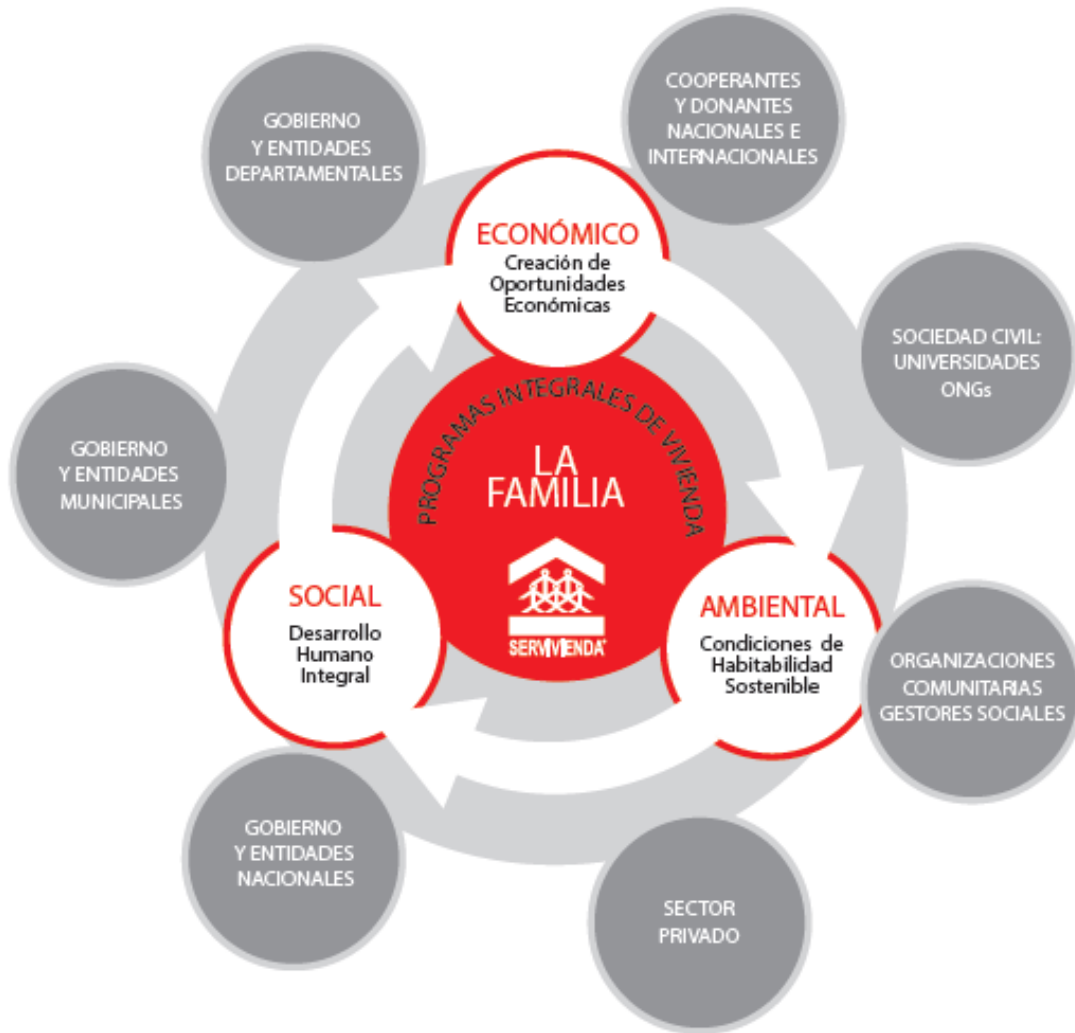 GOBIERNO
Y ENTIDADES
DEPARTAMENTALES
COOPERANTES
Y DONANTES
NACIONALES E
INTERNACIONALES
ECONÓMICO
Creación de
Oportunidades
Económicas
SOCIEDAD CIVIL:
UNIVERSIDADES
ONGs
GOBIERNO
Y ENTIDADES
MUNICIPALES
PROGRAMAS INTEGRALES DE VIVIENDA
LA
FAMILIA
SERVIVIENDA
SOCIAL
Desarrollo
Humano
Integral
AMBIENTAL
Condiciones de
Habitabilidad
Sostenible
ORGANIZACIONES
COMUNITARIAS
GESTORES SOCIALES
GOBIERNO
Y ENTIDADES
NACIONALES
SECTOR
PRIVADO